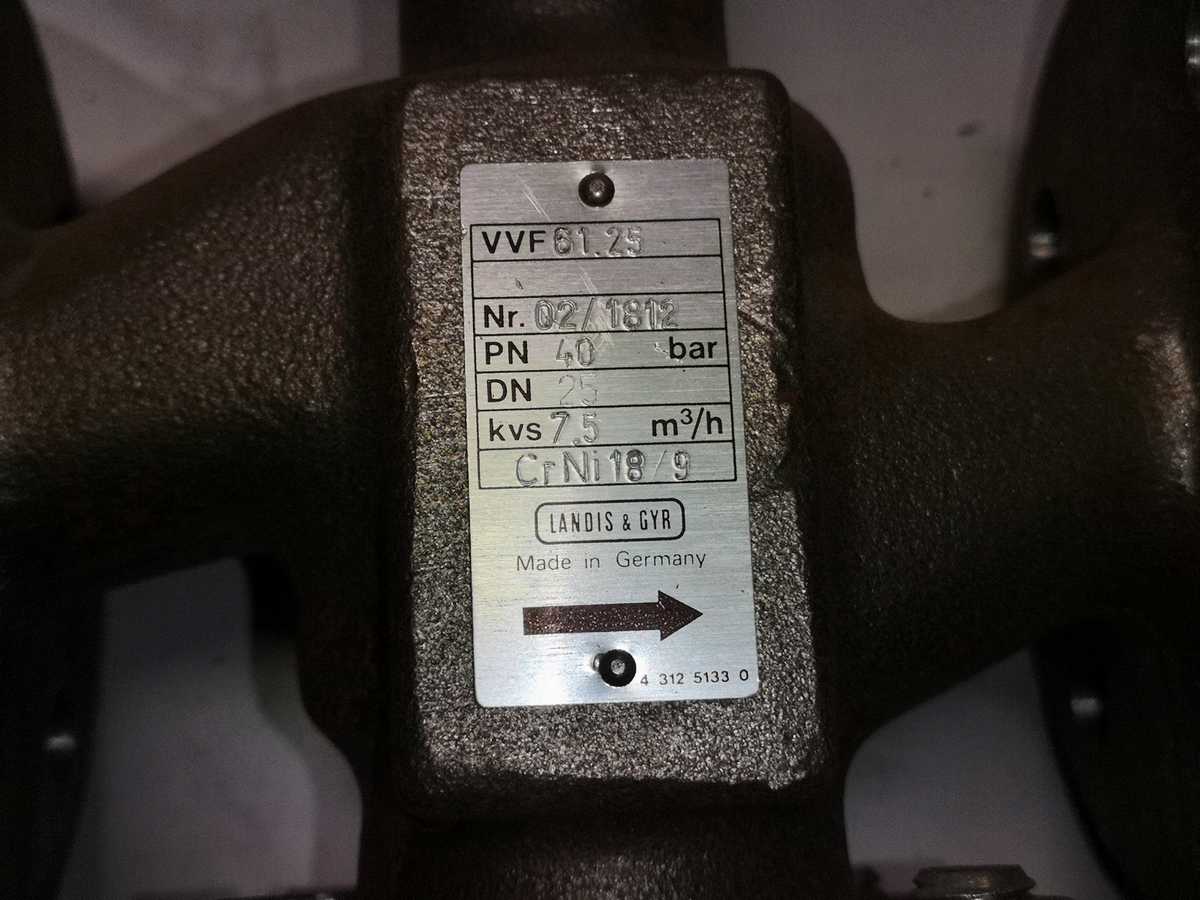 VVF 61.25
Nr. 02/1812
PN 40 bar
DN 25
kvs 7.5 m³/h
CrNi 18/9
LANDIS & GYR
Made in Germany
4 312 5133 0